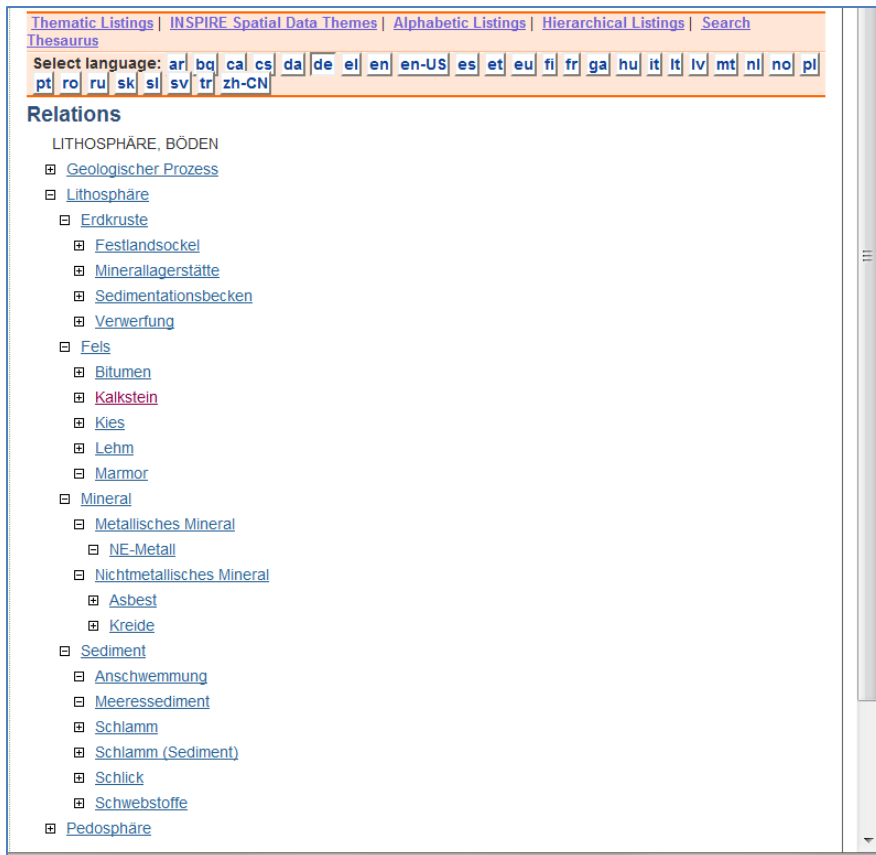 Thematic Listings | INSPIRE Spatial Data Themes | Alphabetic Listings | Hierarchical Listings | Search
Thesaurus
Select language: ar bq ca cs da de el en en-US es et eu fi fr ga hu it lt lv mt nl no pl
pt ro ru sk sl sv tr zh-CN
Relations
LITHOSPHÄRE, BÖDEN
Geologischer Prozess
Lithosphäre
Erdkruste
Festlandsockel
Minerallagerstätte
Sedimentationsbecken
Verwerfung
Fels
Bitumen
Kalkstein
Kies
Lehm
Marmor
Mineral
Metallisches Mineral
NE-Metall
Nichtmetallisches Mineral
Asbest
Kreide
Sediment
Anschwemmung
Meeressediment
Schlamm
Schlamm (Sediment)
Schlick
Schwebstoffe
Pedosphäre